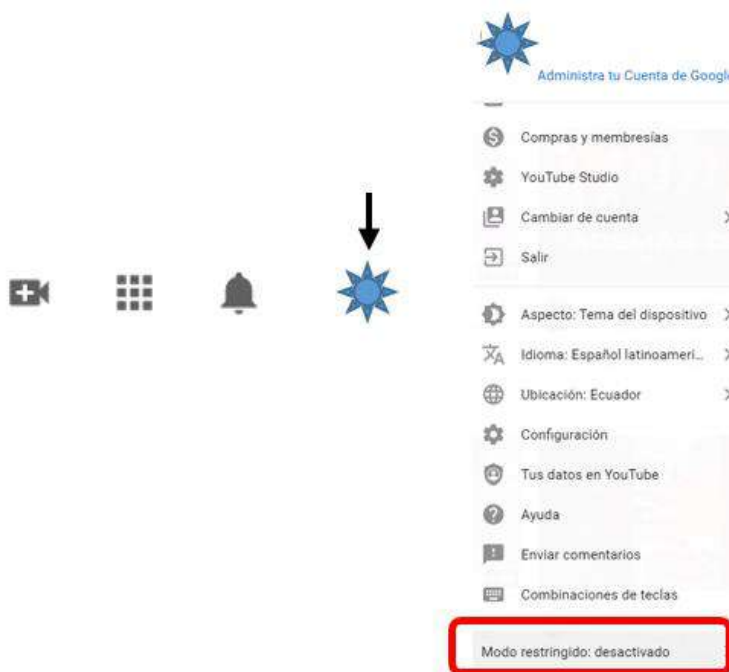 Administra tu Cuenta de Google
Compras y membresías
YouTube Studio
Cambiar de cuenta
Salir
Aspecto: Tema del dispositivo
Idioma: Español latinoameri...
Ubicación: Ecuador
Configuración
Tus datos en YouTube
Ayuda
Enviar comentarios
Combinaciones de teclas
Modo restringido: desactivado